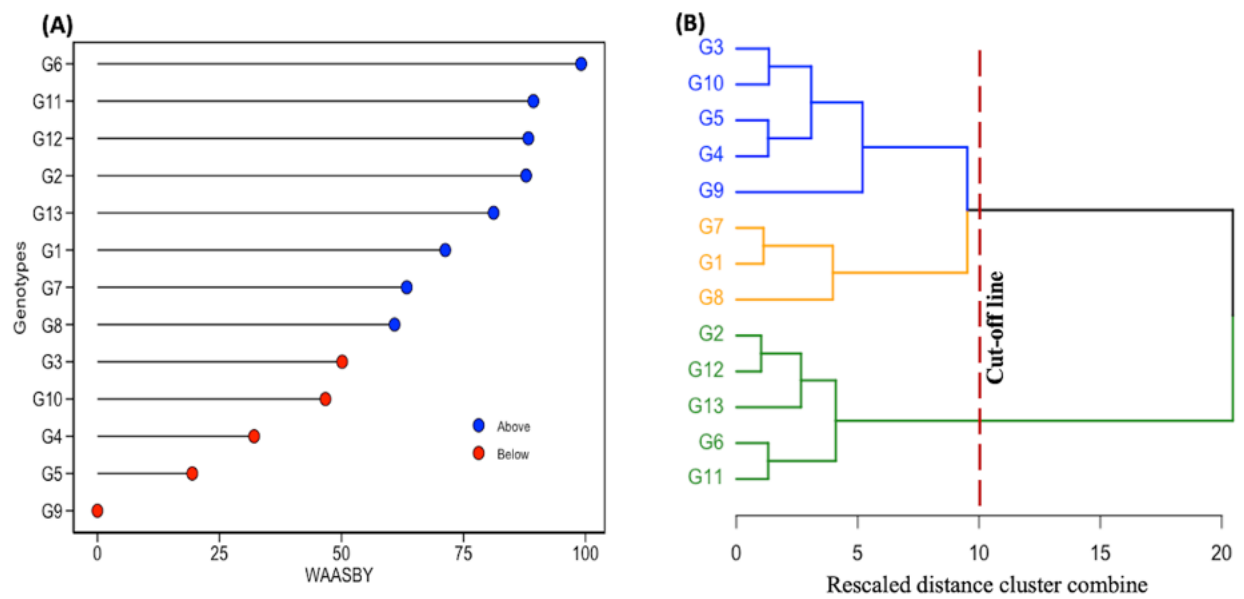 (A)
G6
G11
G12
G2
G13
G1
G7
G8
G3
G10
G4
G5
G9
Genotypes
Above
Below
0 25 50 75 100
WAASBY
(B)
G3
G10
G5
G4
G9
G7
G1
G8
G2
G12
G13
G6
G11
Cut-off line
0 5 10 15 20
Rescaled distance cluster combine